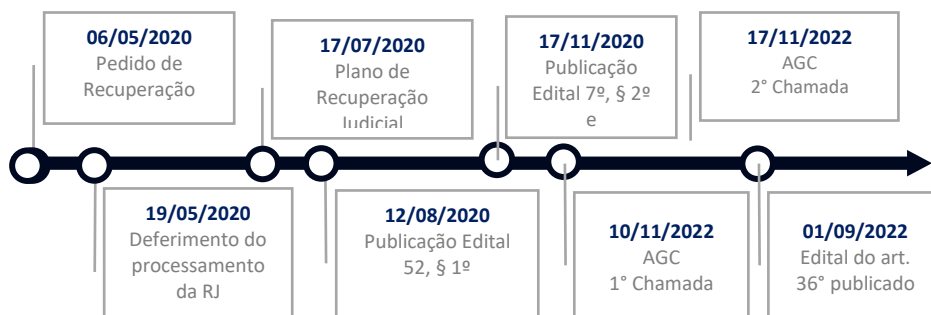 06/05/2020
Pedido de
Recuperação
17/07/2020
Plano de
Recuperação
Judicial
17/11/2020
Publicação
Edital 7º, § 2º
e
17/11/2022
AGC
2° Chamada
19/05/2020
Deferimento do
processamento
da RJ
12/08/2020
Publicação Edital
52, § 1º
10/11/2022
AGC
1° Chamada
01/09/2022
Edital do art.
36° publicado